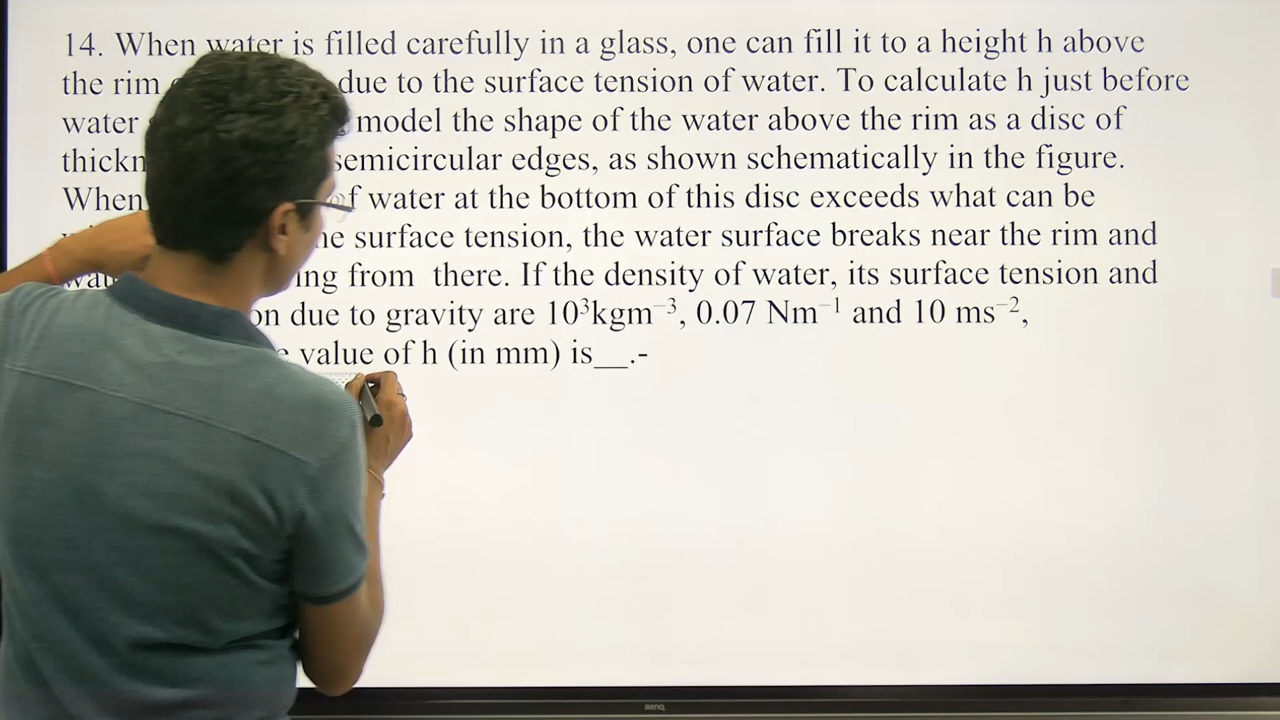 14. When water is filled carefully in a glass, one can fill it to a height h above
the rim due to the surface tension of water. To calculate h just before
water model the shape of the water above the rim as a disc of
semicircular edges, as shown schematically in the figure.
When of water at the bottom of this disc exceeds what can be
surface tension, the water surface breaks near the rim and
from there. If the density of water, its surface tension and
due to gravity are 10³kgm⁻³, 0.07 Nm⁻¹ and 10 ms⁻²,
value of h (in mm) is__.-
BenQ